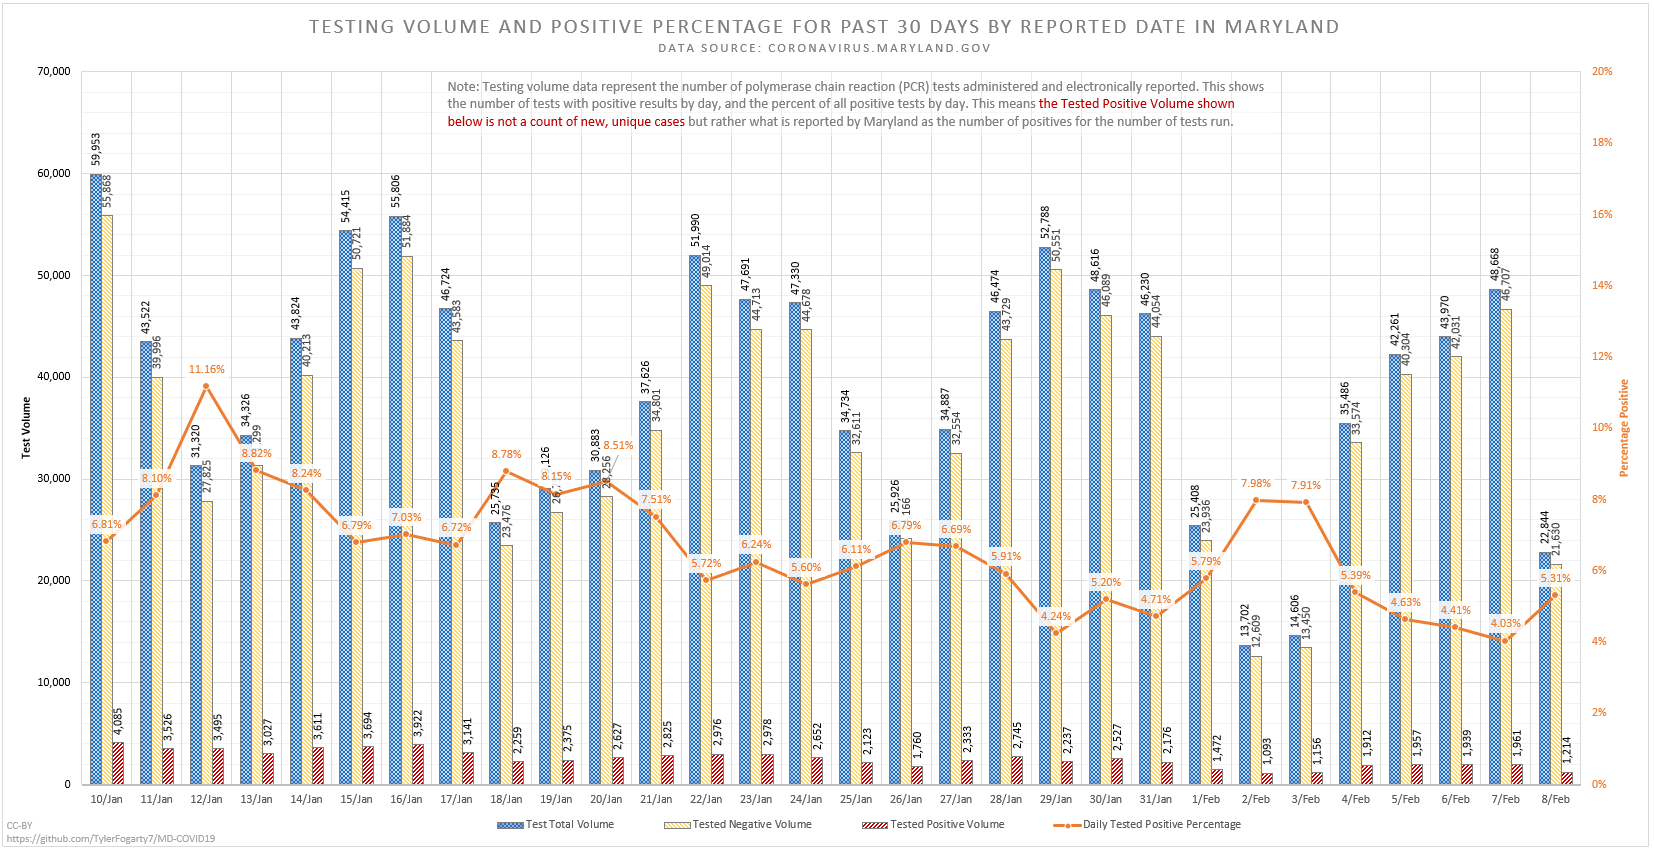 TESTING VOLUME AND POSITIVE PERCENTAGE FOR PAST 30 DAYS BY REPORTED DATE IN MARYLAND
DATA SOURCE: CORONAVIRUS.MARYLAND.GOV
Note: Testing volume data represent the number of polymerase chain reaction (PCR) tests administered and electronically reported. This shows
the number of tests with positive results by day, and the percent of all positive tests by day. This means the Tested Positive Volume shown
below is not a count of new, unique cases but rather what is reported by Maryland as the number of positives for the number of tests run.
Test Volume
70,000
60,000
50,000
40,000
30,000
20,000
10,000
0
Percentage Positive
20%
18%
16%
14%
12%
10%
8%
6%
4%
2%
0%
59,953 55,868 6.81% 4,085
43,522 39,996 8.10% 3,526
31,320 27,825 11.16% 3,495
34,326 8.82% 3,027
43,824 40,213 8.24% 3,611
54,415 50,721 6.79% 3,694
55,806 51,884 7.03% 3,922
46,724 43,583 6.72% 3,141
25,735 23,476 8.78% 2,259
8.15% 2,375
30,883 28,256 8.51% 2,627
37,626 34,801 7.51% 2,825
51,990 49,014 5.72% 2,976
47,691 44,713 6.24% 2,978
47,330 44,678 5.60% 2,652
34,734 32,611 6.11% 2,123
25,926 6.79% 1,760
34,887 32,554 6.69% 2,333
46,474 43,729 5.91% 2,745
52,788 50,551 4.24% 2,237
48,616 46,089 5.20% 2,527
46,230 44,054 4.71% 2,176
25,408 23,936 5.79% 1,472
13,702 12,609 7.98% 1,093
14,606 13,450 7.91% 1,156
35,486 33,574 5.39% 1,912
42,261 40,304 4.63% 1,957
43,970 42,031 4.41% 1,939
48,668 46,707 4.03% 1,961
22,844 21,630 5.31% 1,214
10/Jan 11/Jan 12/Jan 13/Jan 14/Jan 15/Jan 16/Jan 17/Jan 18/Jan 19/Jan 20/Jan 21/Jan 22/Jan 23/Jan 24/Jan 25/Jan 26/Jan 27/Jan 28/Jan 29/Jan 30/Jan 31/Jan 1/Feb 2/Feb 3/Feb 4/Feb 5/Feb 6/Feb 7/Feb 8/Feb
Test Total Volume Tested Negative Volume Tested Positive Volume Daily Tested Positive Percentage
CC-BY
https://github.com/TylerFogarty7/MD-COVID19